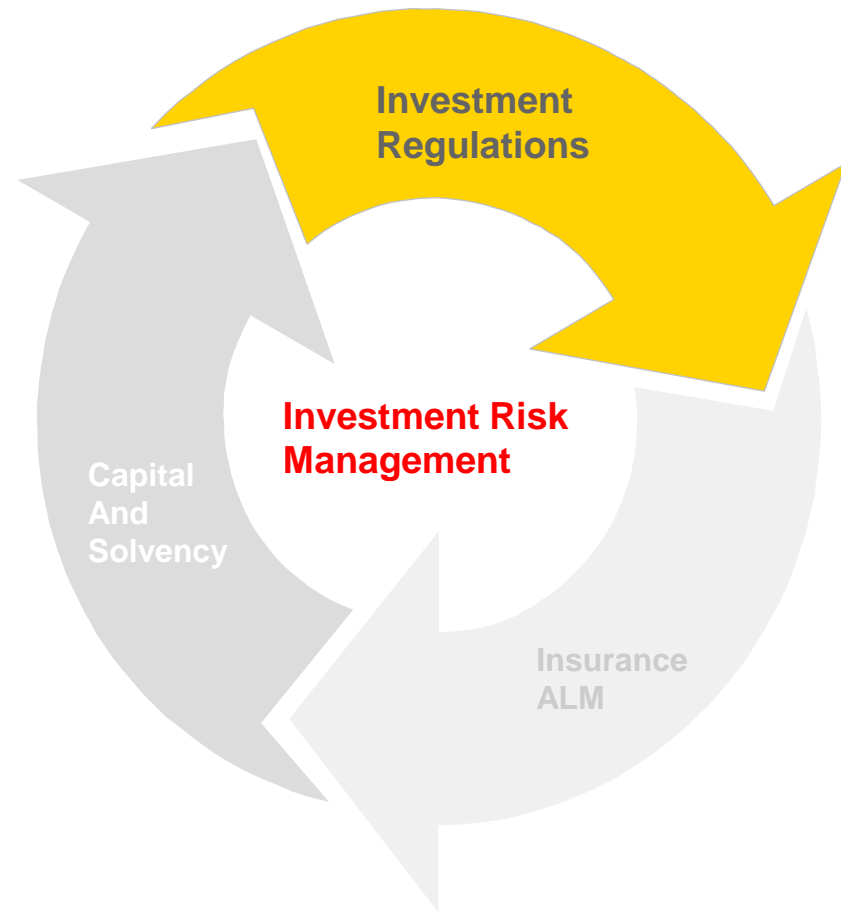 Investment
Regulations
Investment Risk
Management
Capital
And
Solvency
Insurance
ALM